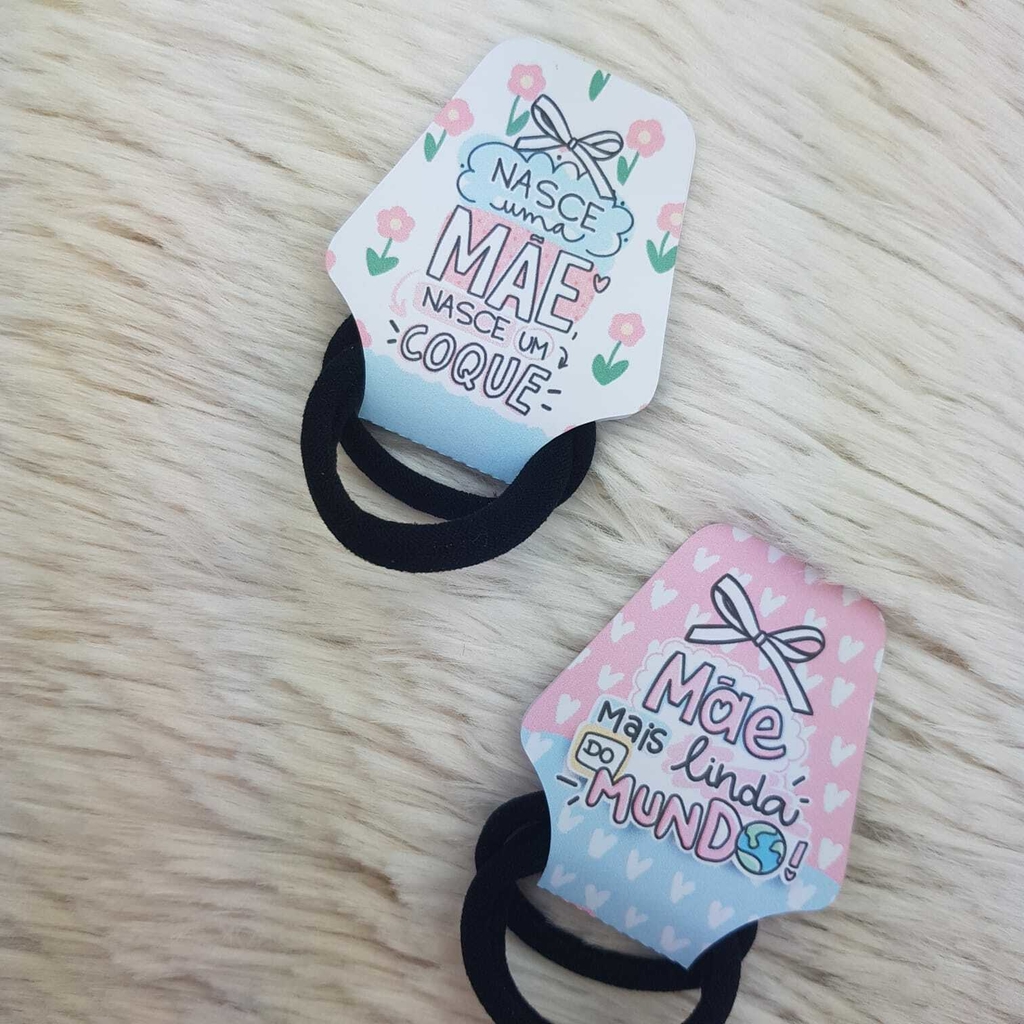 NASCE
uma
MÃE,
NASCE UM
COQUE
Mãe
mais linda
DO
MUNDO!